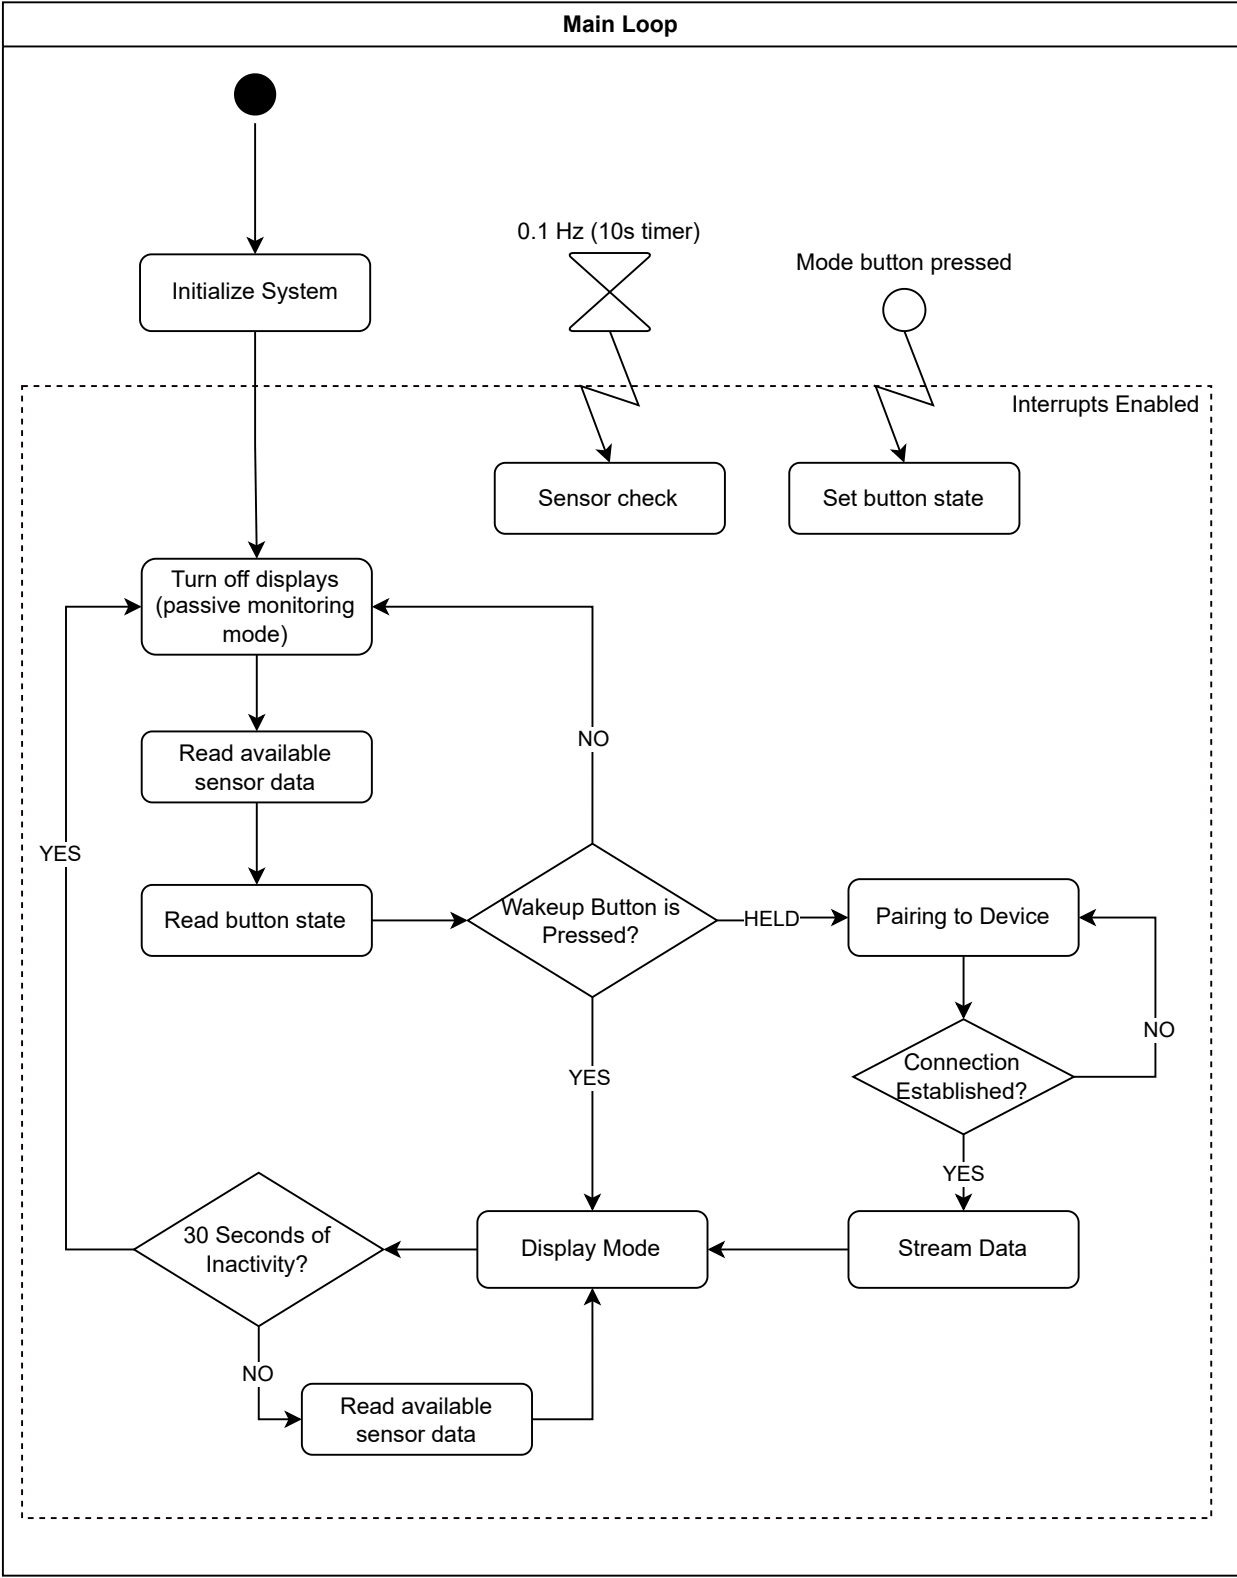 Main Loop
0.1 Hz (10s timer)
Mode button pressed
Initialize System
Interrupts Enabled
Sensor check
Set button state
Turn off displays
(passive monitoring
mode)
NO
Read available
sensor data
YES
Read button state
Wakeup Button is
Pressed?
HELD
Pairing to Device
NO
Connection
Established?
YES
YES
30 Seconds of
Inactivity?
Display Mode
Stream Data
NO
Read available
sensor data